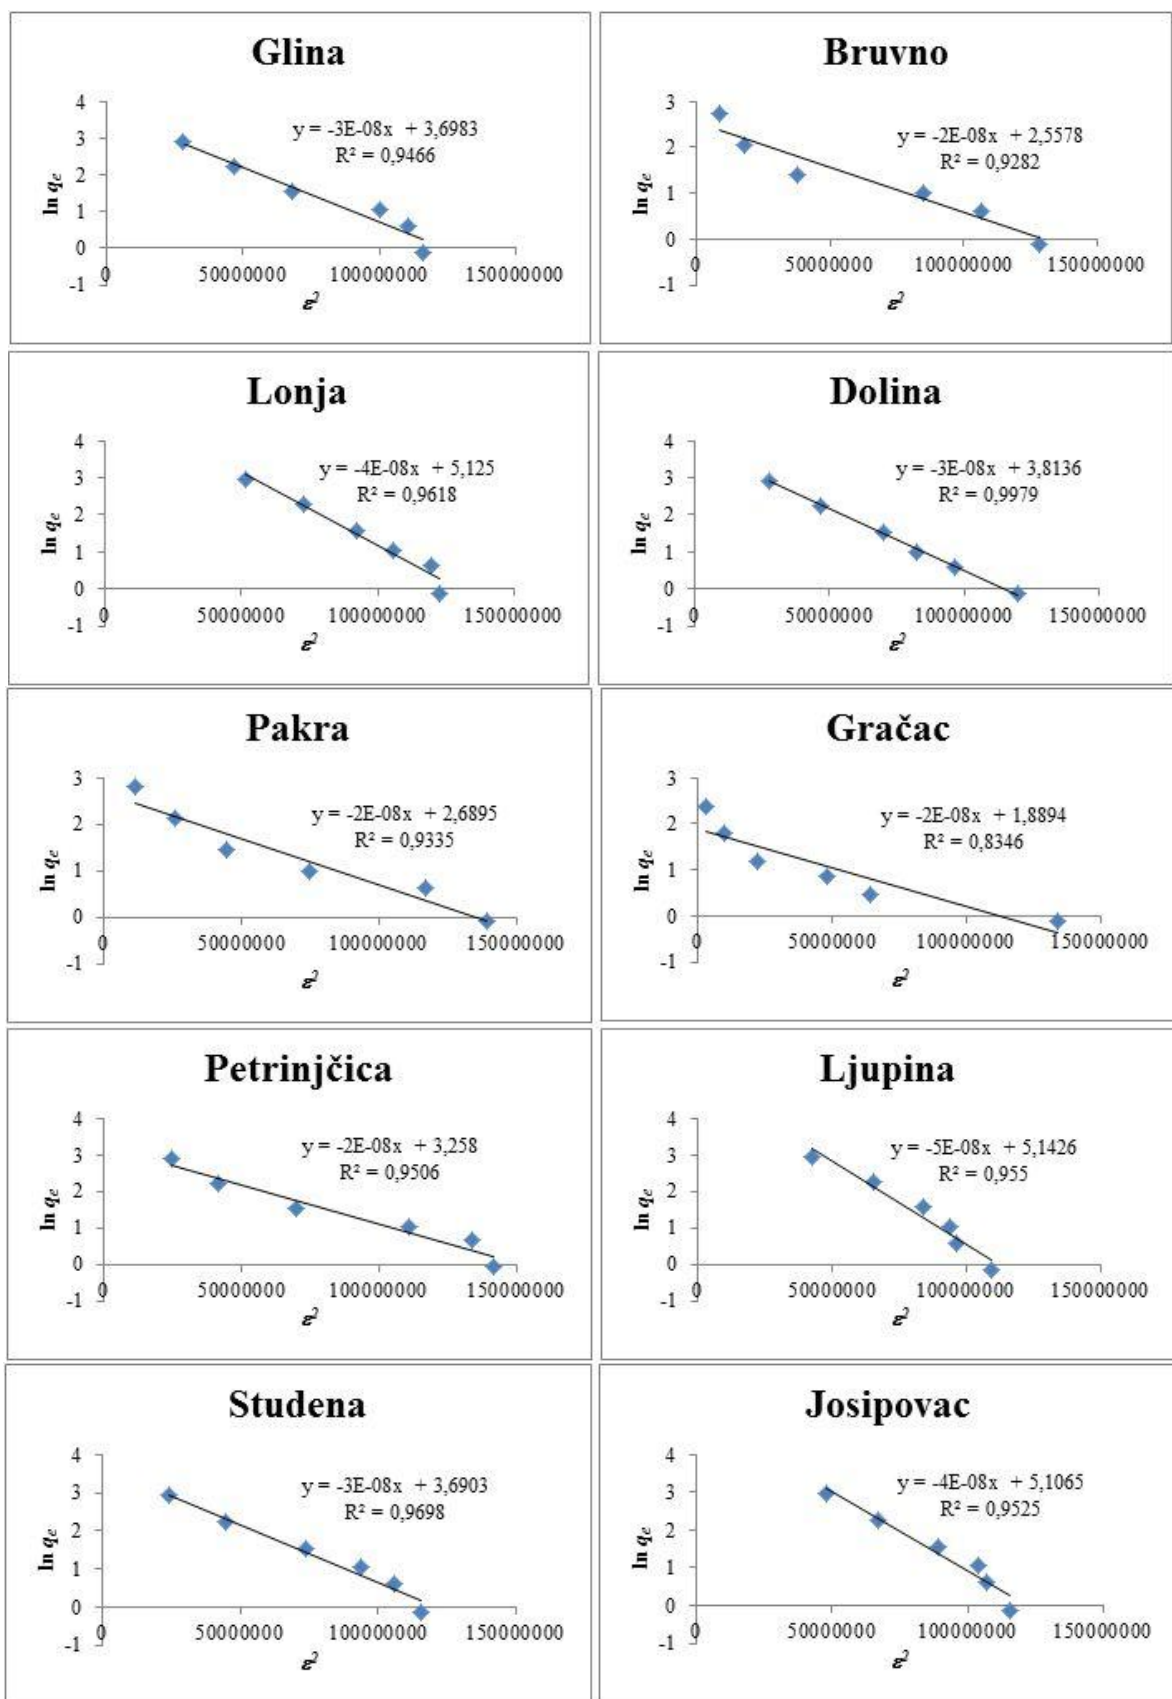 Glina
4
y = -3E-08x + 3,6983
3
R² = 0,9466
2
ln qe
1
0
0 50000000 100000000 150000000
-1
ε²
Bruvno
3
y = -2E-08x + 2,5578
2
R² = 0,9282
ln qe
1
0
0 50000000 100000000 150000000
-1
ε²
Lonja
4
y = -4E-08x + 5,125
3
R² = 0,9618
2
ln qe
1
0
0 50000000 100000000 150000000
-1
ε²
Dolina
4
y = -3E-08x + 3,8136
3
R² = 0,9979
2
ln qe
1
0
0 50000000 100000000 150000000
-1
ε²
Pakra
3
y = -2E-08x + 2,6895
2
R² = 0,9335
ln qe
1
0
0 50000000 100000000 150000000
-1
ε²
Gračac
3
y = -2E-08x + 1,8894
2
R² = 0,8346
ln qe
1
0
0 50000000 100000000 150000000
-1
ε²
Petrinjčica
4
y = -2E-08x + 3,258
3
R² = 0,9506
2
ln qe
1
0
0 50000000 100000000 150000000
-1
ε²
Ljupina
4
y = -5E-08x + 5,1426
3
R² = 0,955
2
ln qe
1
0
0 50000000 100000000 150000000
-1
ε²
Studena
4
y = -3E-08x + 3,6903
3
R² = 0,9698
2
ln qe
1
0
0 50000000 100000000 150000000
-1
ε²
Josipovac
4
y = -4E-08x + 5,1065
3
R² = 0,9525
2
ln qe
1
0
0 50000000 100000000 150000000
-1
ε²